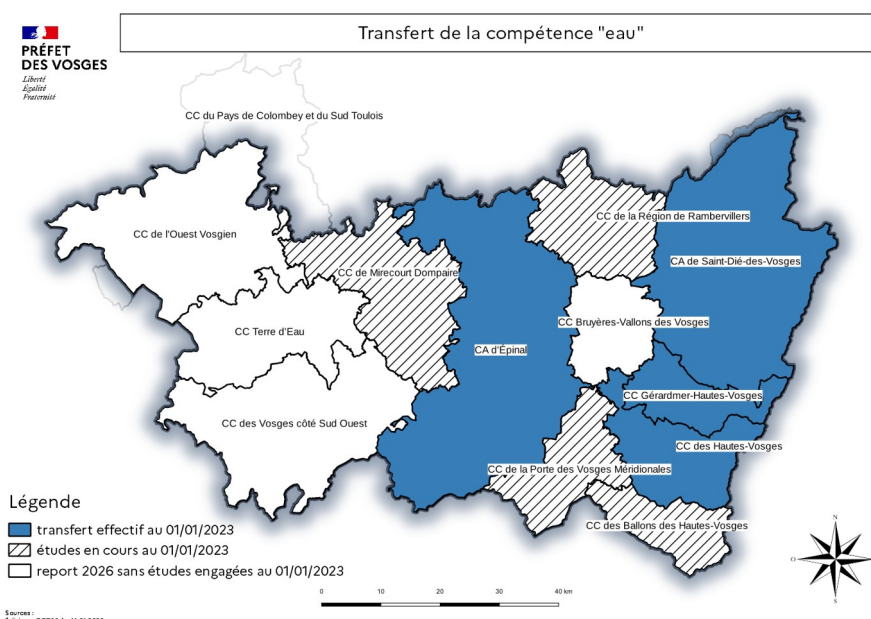 PRÉFET
DES VOSGES
Liberté
Égalité
Fraternité
Transfert de la compétence "eau"
CC du Pays de Colombey et du Sud Toulois
CC de la Région de Rambervillers
CC de l'Ouest Vosgien
CA de Saint-Dié-des-Vosges
CC de Mirecourt Dompaire
CC Bruyères-Vallons des Vosges
CC Terre d'Eau
CA d'Épinal
CC Gérardmer-Hautes-Vosges
CC des Vosges côté Sud Ouest
CC des Hautes-Vosges
CC de la Porte des Vosges Méridionales
CC des Ballons des Hautes-Vosges
Légende
transfert effectif au 01/01/2023
études en cours au 01/01/2023
report 2026 sans études engagées au 01/01/2023
N
O
E
S
0 10 20 30 40 km
Sources :